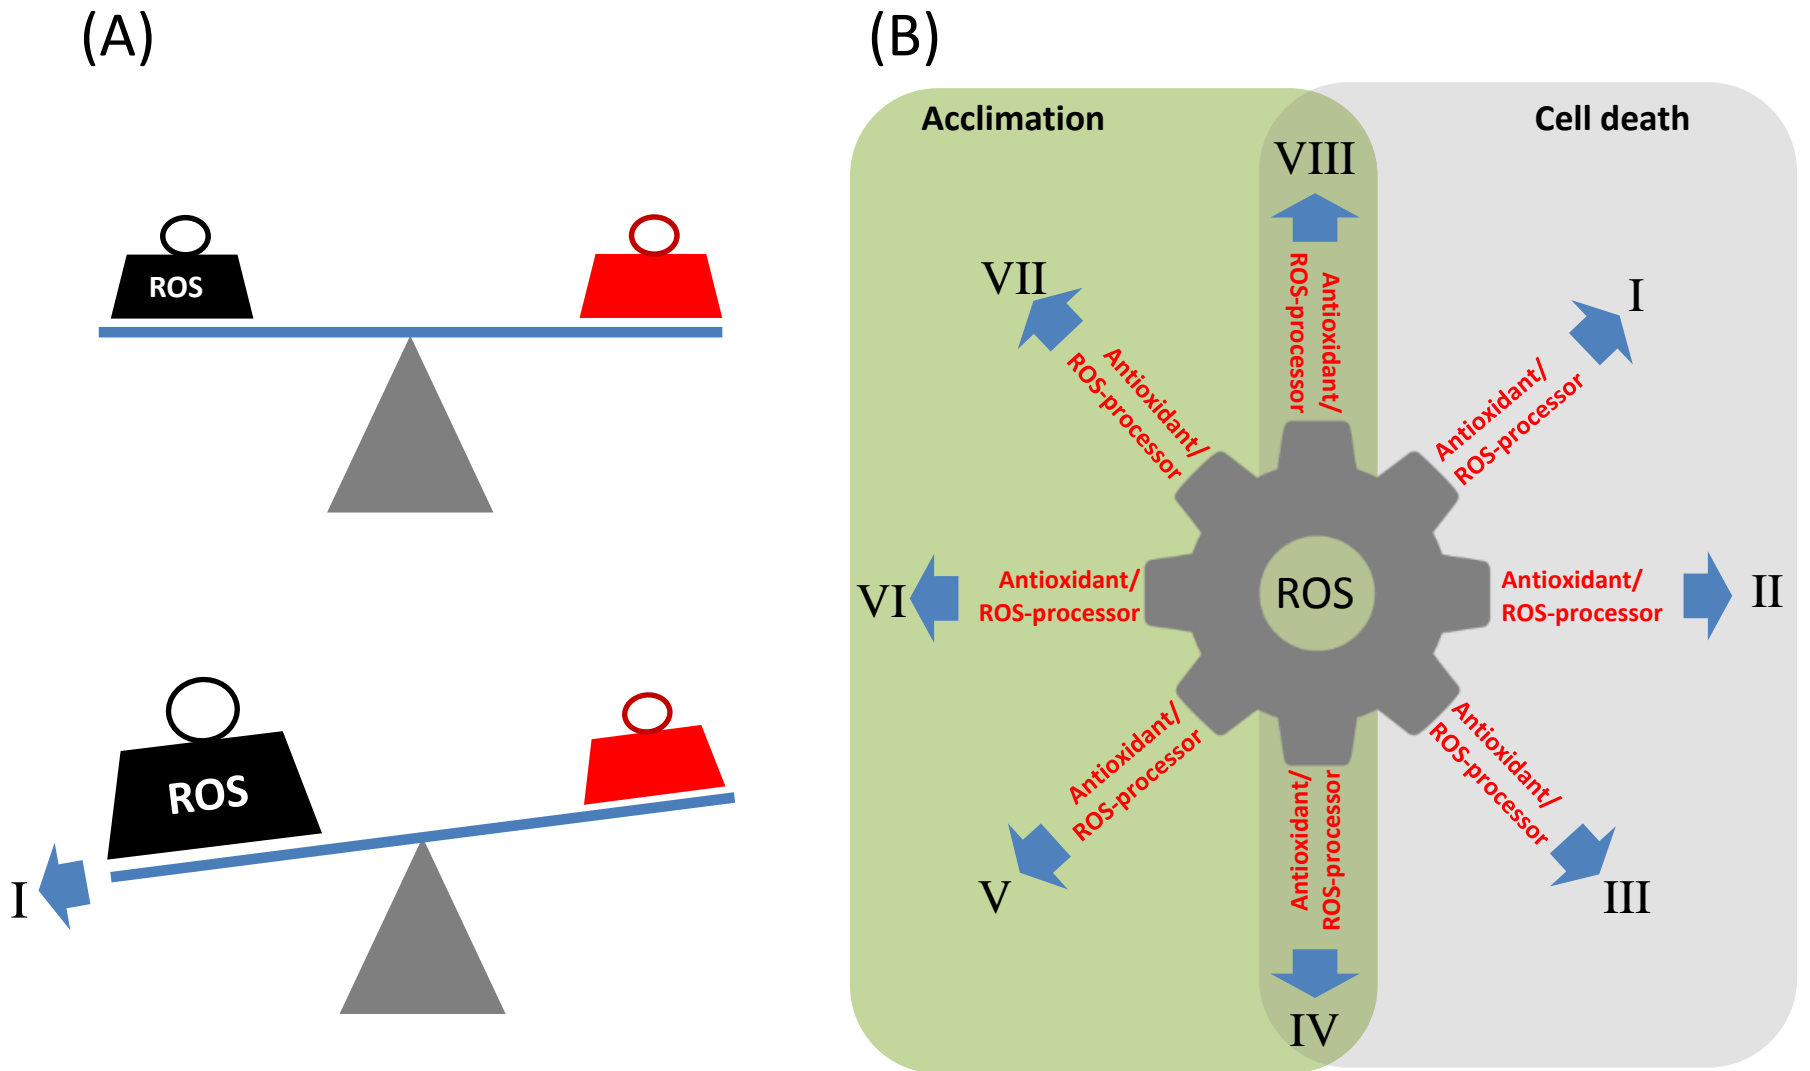 (A)
ROS
ROS
I
(B)
Acclimation
Cell death
VIII
Antioxidant/
ROS-processor
I
Antioxidant/
ROS-processor
II
Antioxidant/
ROS-processor
III
Antioxidant/
ROS-processor
IV
Antioxidant/
ROS-processor
V
Antioxidant/
ROS-processor
VI
Antioxidant/
ROS-processor
VII
Antioxidant/
ROS-processor
ROS